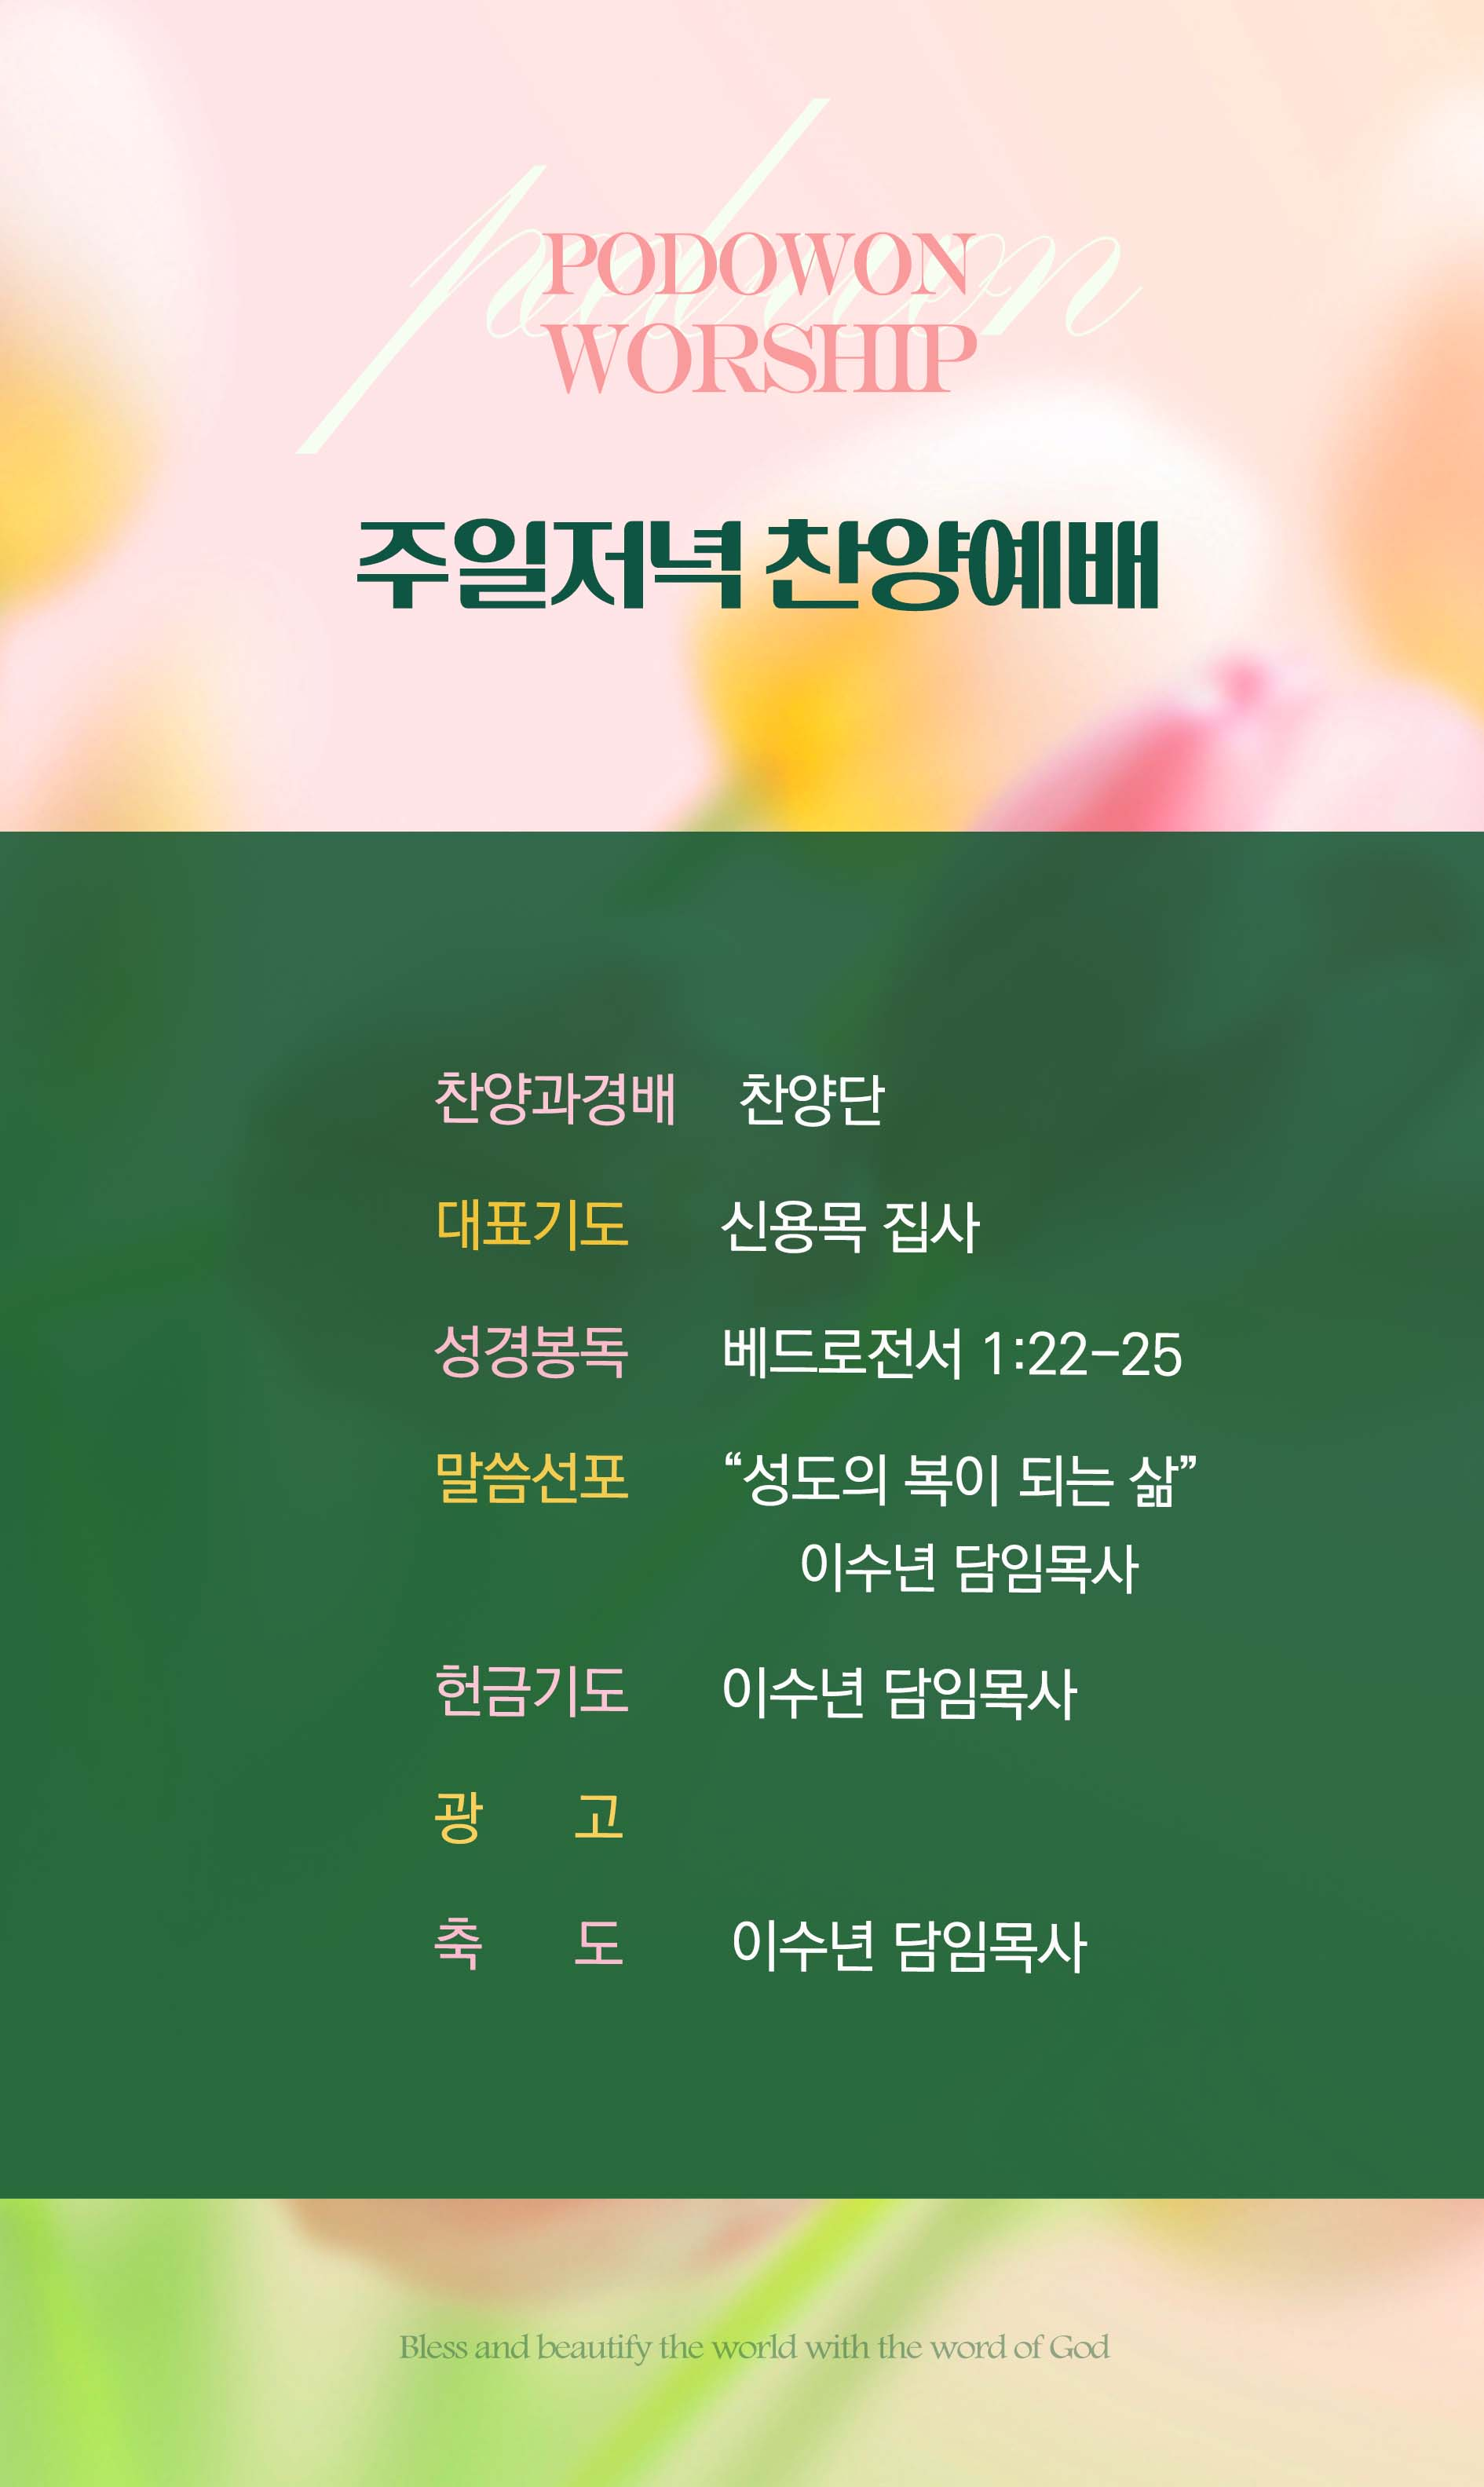 podowon
PODOWON
WORSHIP
주일저녁 찬양예배
찬양과경배 찬양단
대표기도 신용목 집사
성경봉독 베드로전서 1:22-25
말씀선포 “성도의 복이 되는 삶”
이수년 담임목사
헌금기도 이수년 담임목사
광 고
축 도 이수년 담임목사
Bless and beautify the world with the word of God